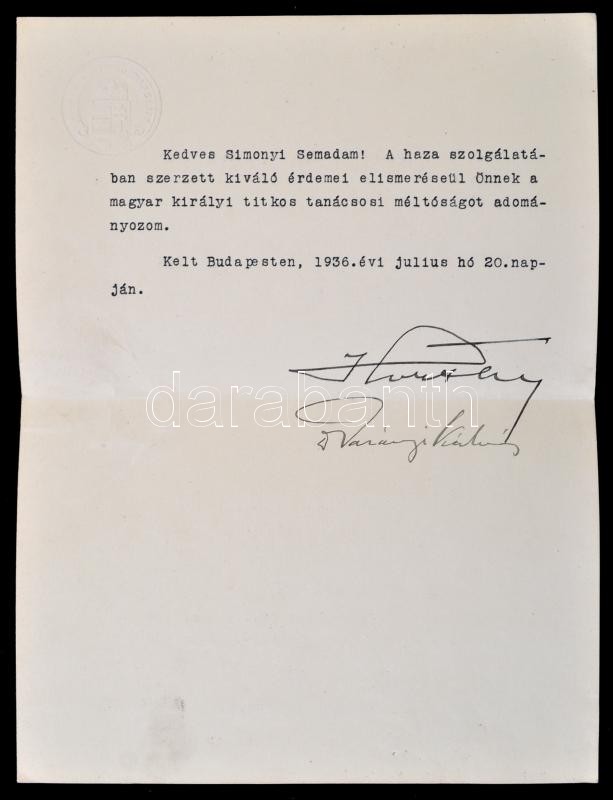 Kedves Simonyi Semadam! A haza szolgálatá-
ban szerzett kiváló érdemei elismeréseül Önnek a
magyar királyi titkos tanácsosi méltóságot adomá-
nyozom.
Kelt Budapesten, 1936.évi julius hó 20.nap-
ján.
Horthy
darabanth
Darányi Kálmán